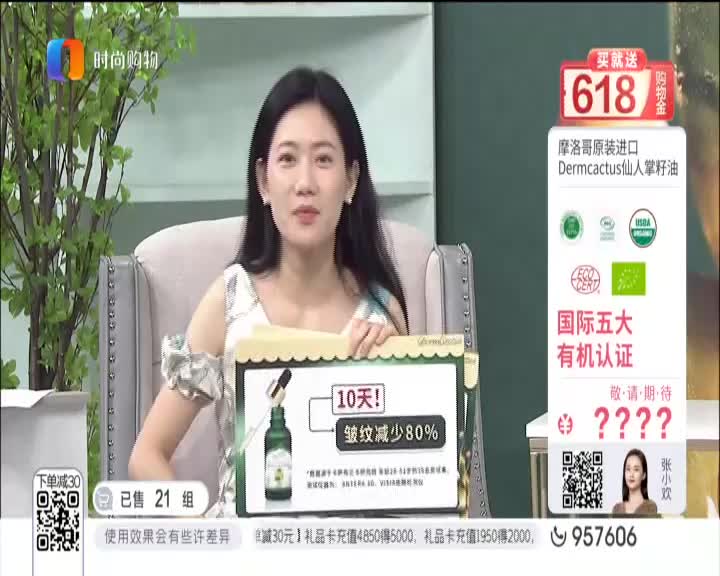 时尚购物
买就送
618
购物金
摩洛哥原装进口
Dermcactus仙人掌籽油
USDA
ORGANIC
ECO
CERT
国际五大
有机认证
敬·请·期·待
¥ ????
张小欢
Dermcactus
10天!
皱纹减少80%
下单减30
已售 21 组
使用效果会有些许差异
减30元】礼品卡充值4850得5000, 礼品卡充值1950得2000,
957606